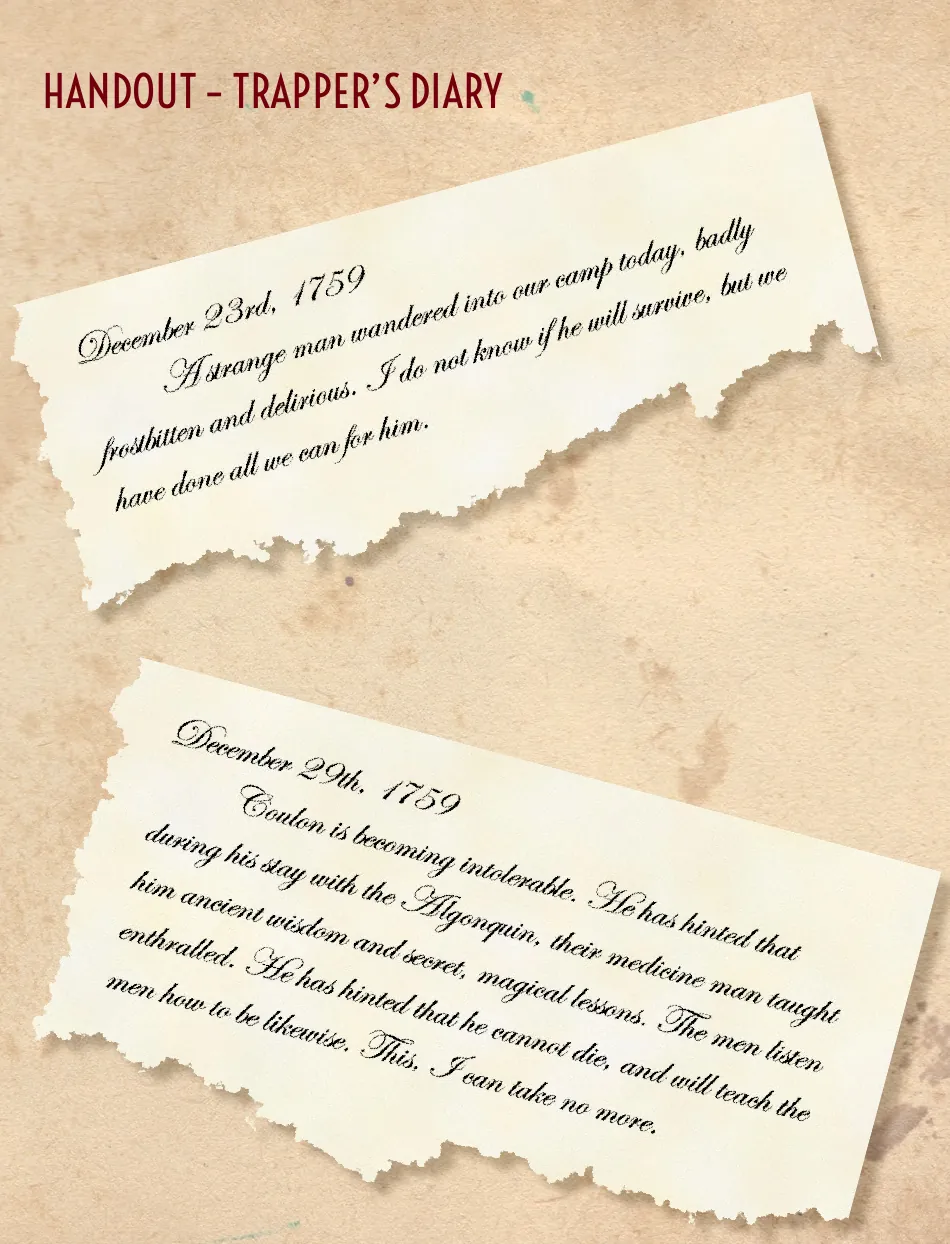 HANDOUT – TRAPPER'S DIARY
December 23rd, 1759
A strange man wandered into our camp today, badly
frostbitten and delirious. I do not know if he will survive, but we
have done all we can for him.
December 29th, 1759
Coulon is becoming intolerable. He has hinted that
during his stay with the Algonquin, their medicine man taught
him ancient wisdom and secret, magical lessons. The men listen
enthralled. He has hinted that he cannot die, and will teach the
men how to be likewise. This, I can take no more.